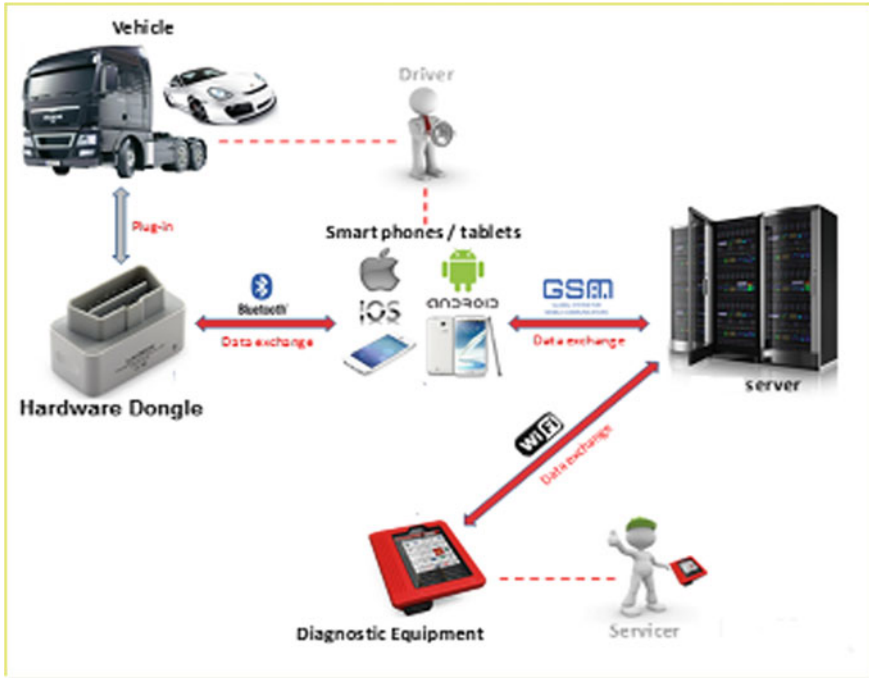 Vehicle
Driver
Plug-in
Smart phones / tablets
Bluetooth
iOS
ANDROID
GSM
Data exchange
Data exchange
Hardware Dongle
server
WiFi
Data exchange
Diagnostic Equipment
Servicer